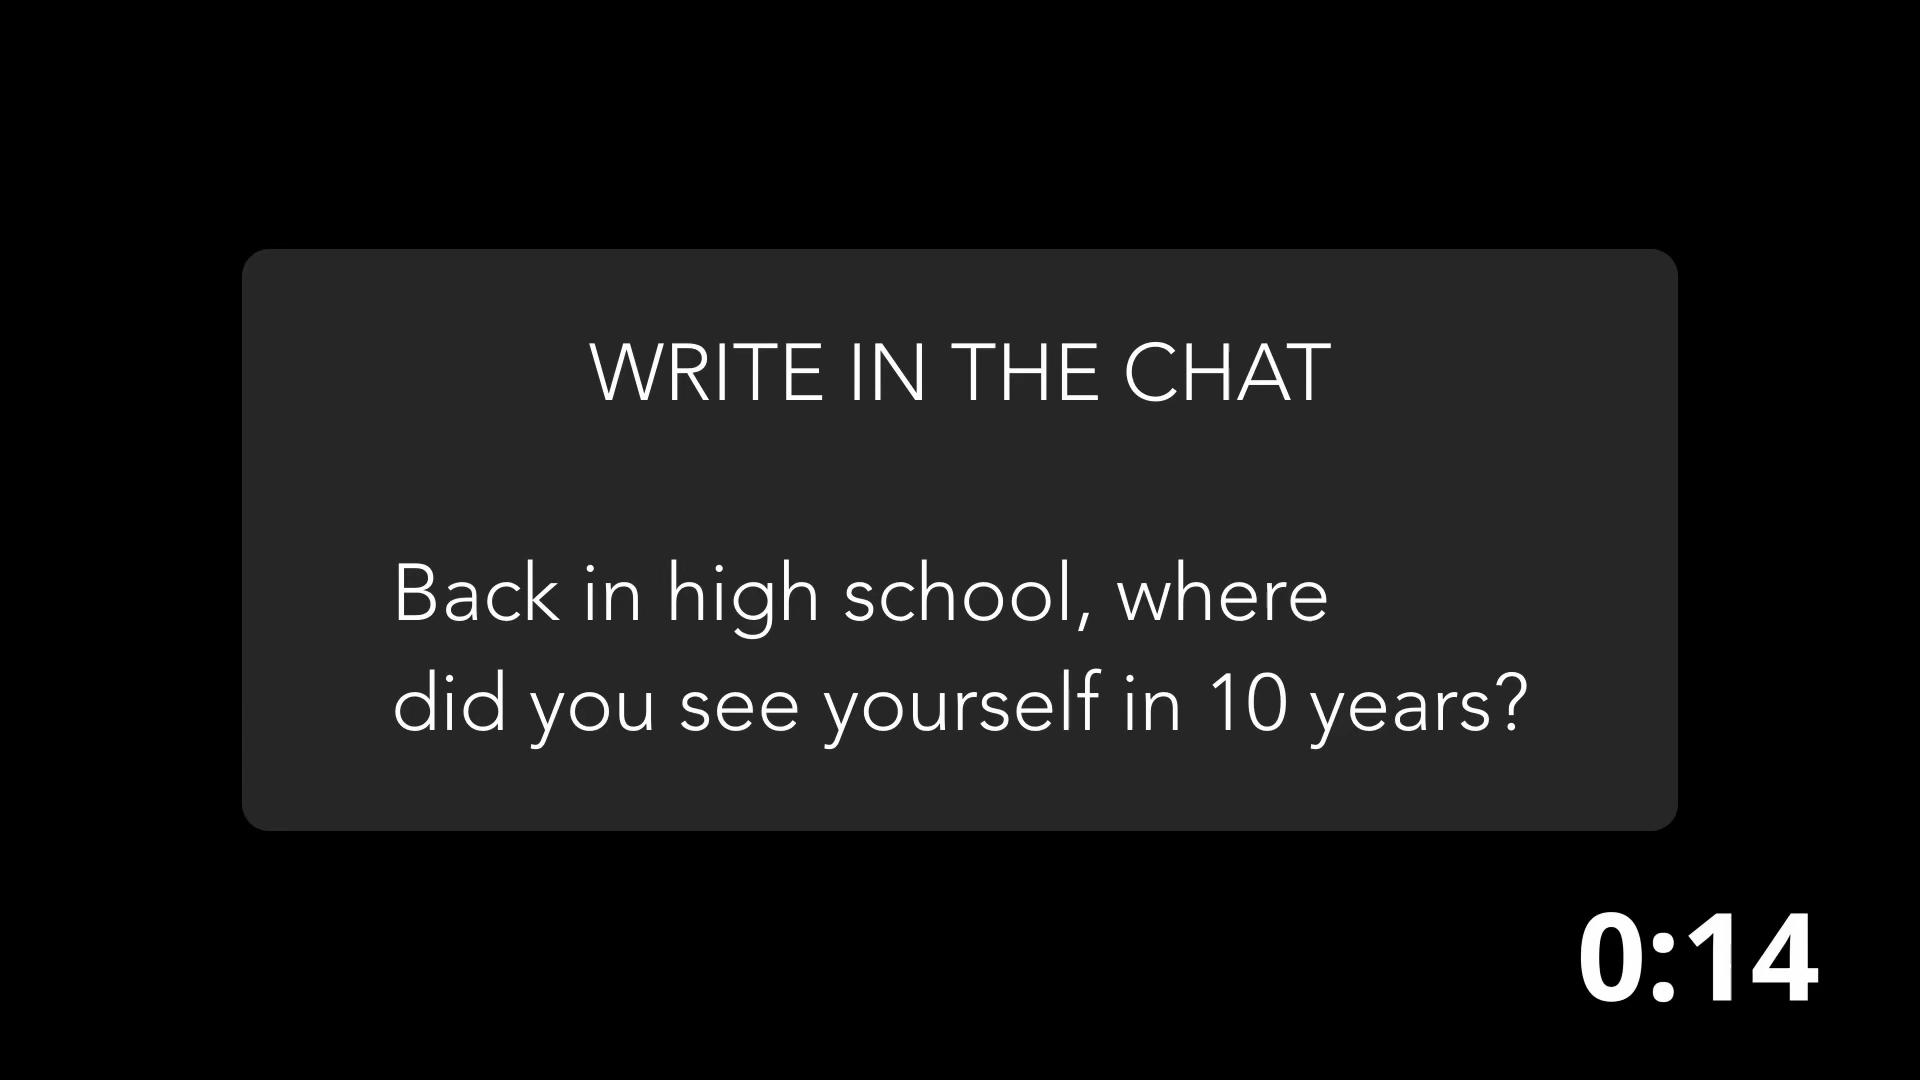 WRITE IN THE CHAT
Back in high school, where
did you see yourself in 10 years?
0:14